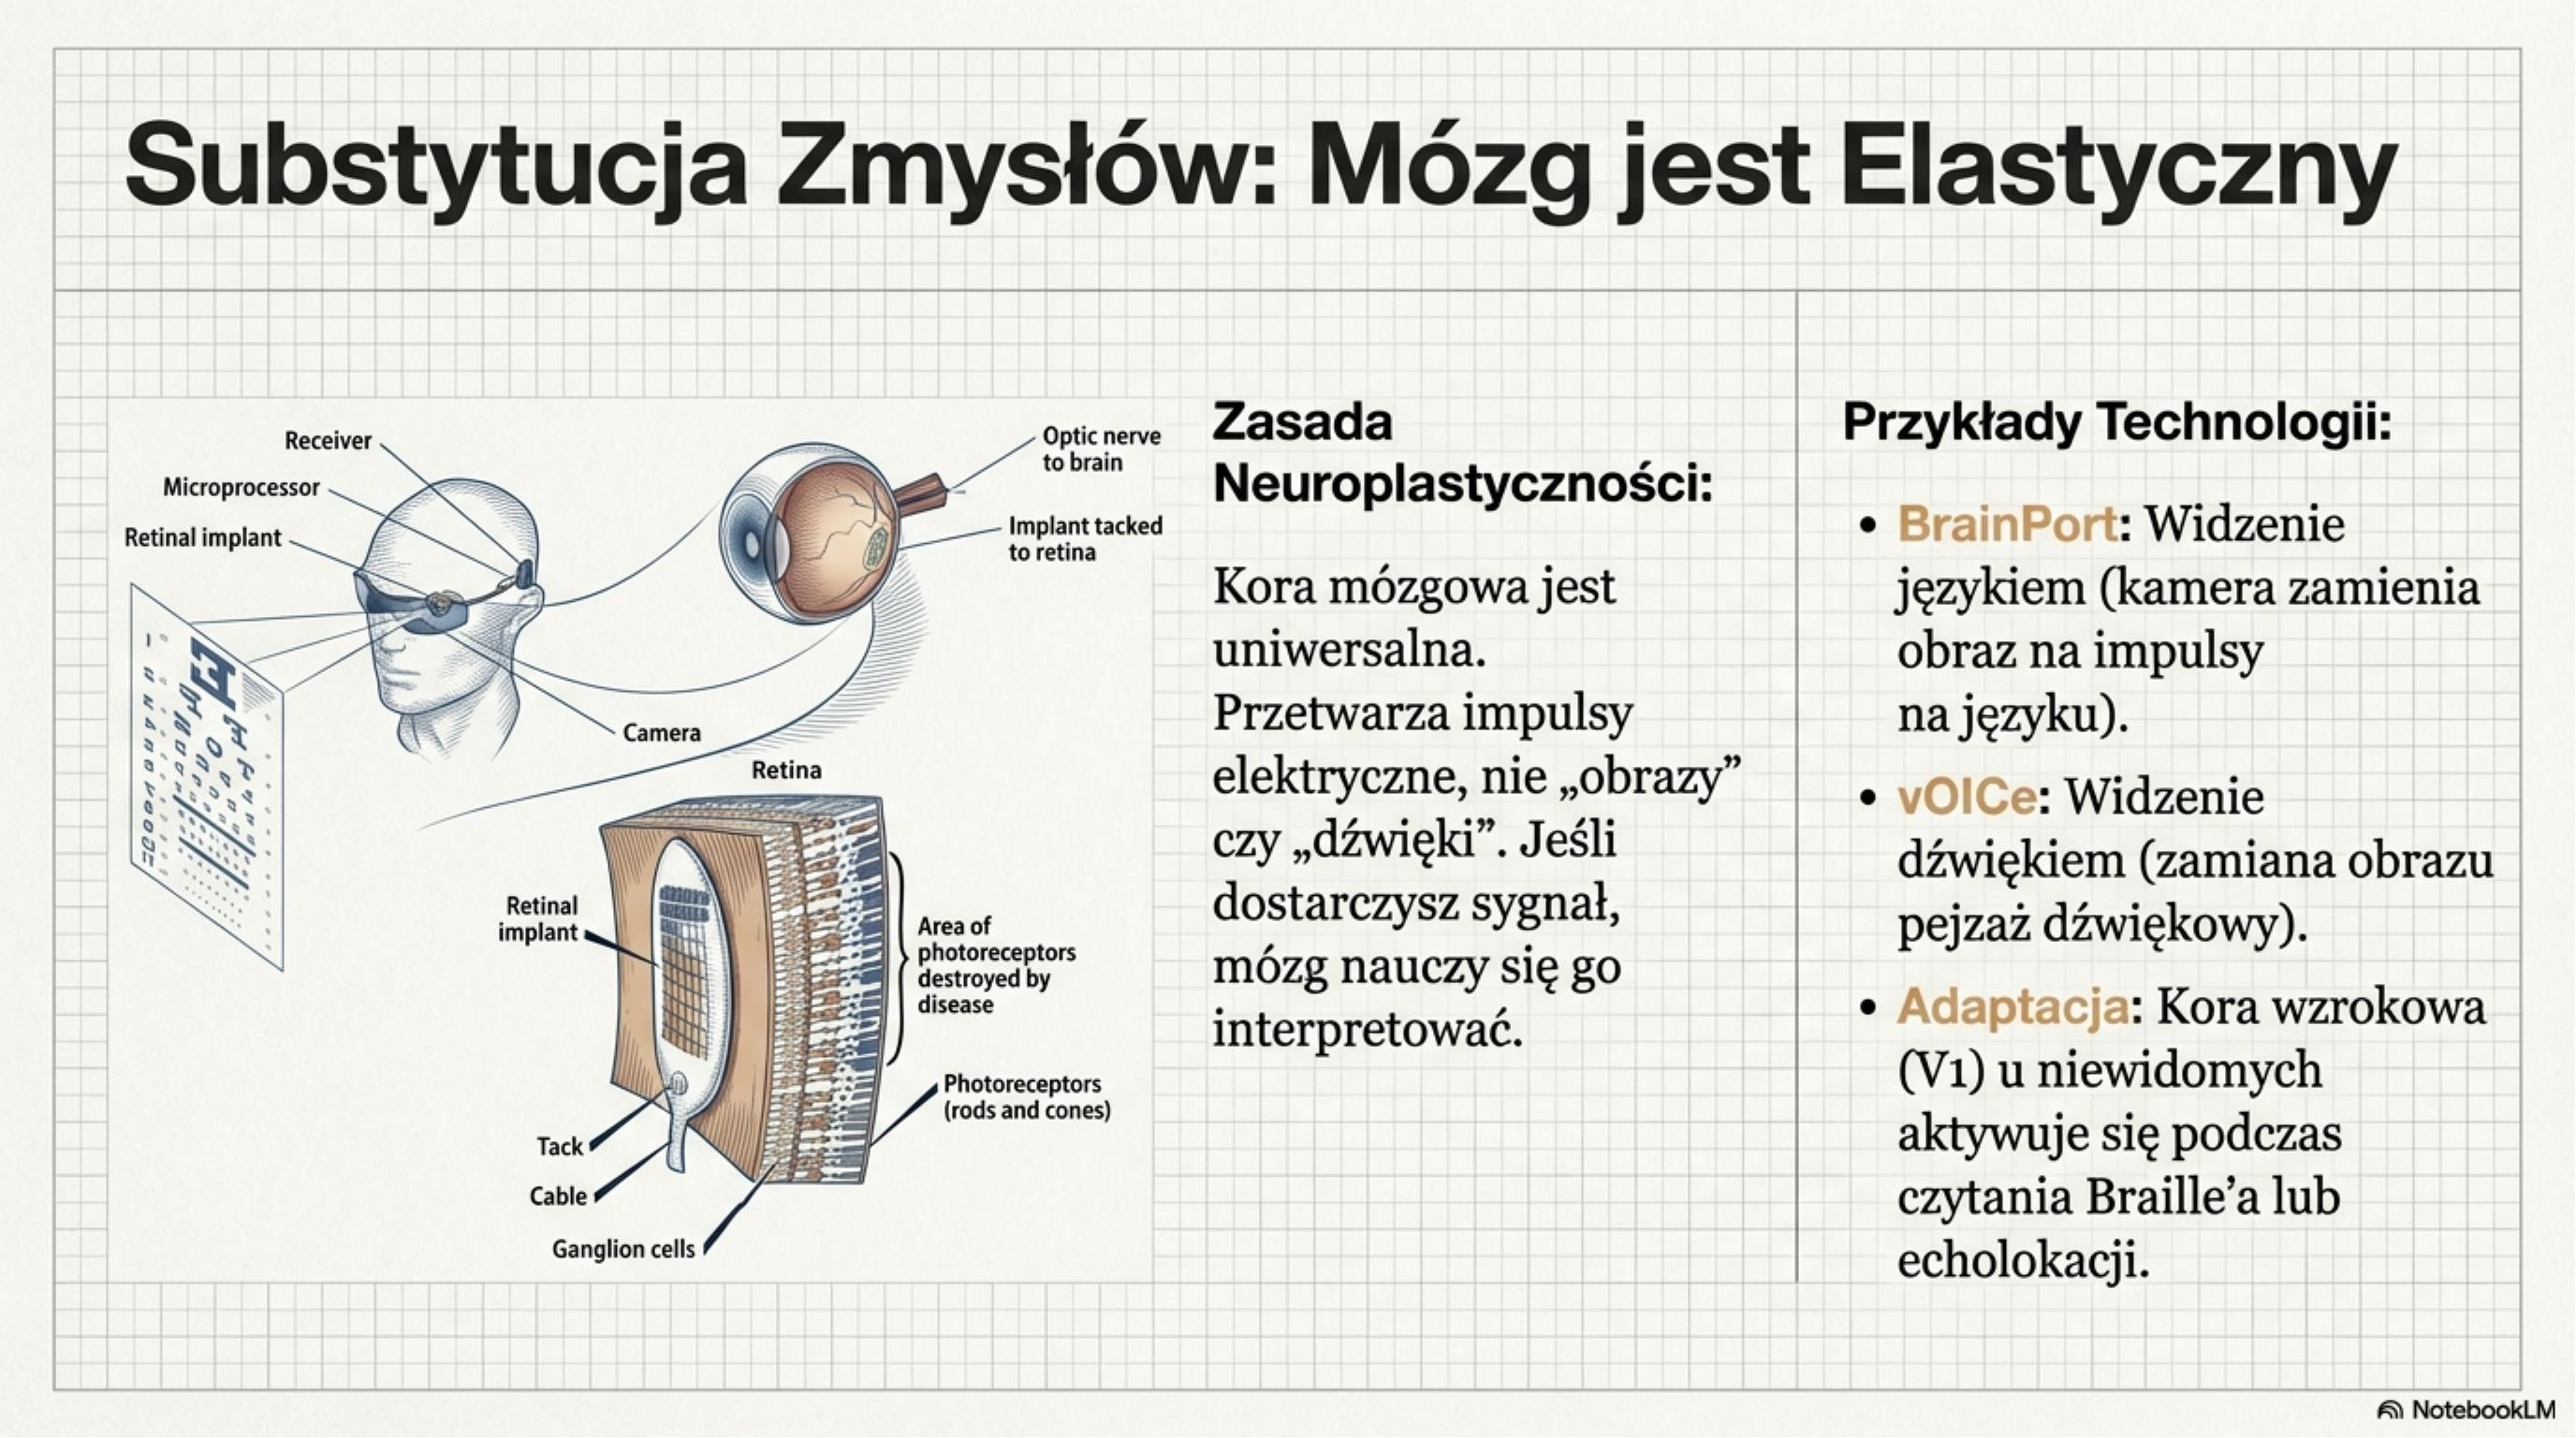 Substytucja Zmysłów: Mózg jest Elastyczny
Receiver
Microprocessor
Retinal implant
Optic nerve
to brain
Implant tacked
to retina
Camera
Retina
Retinal
implant
Area of
photoreceptors
destroyed by
disease
Photoreceptors
(rods and cones)
Tack
Cable
Ganglion cells
Zasada
Neuroplastyczności:
Kora mózgowa jest
uniwersalna.
Przetwarza impulsy
elektryczne, nie „obrazy”
czy „dźwięki”. Jeśli
dostarczysz sygnał,
mózg nauczy się go
interpretować.
Przykłady Technologii:
• BrainPort: Widzenie
językiem (kamera zamienia
obraz na impulsy
na języku).
• vOICe: Widzenie
dźwiękiem (zamiana obrazu
pejzaż dźwiękowy).
• Adaptacja: Kora wzrokowa
(V1) u niewidomych
aktywuje się podczas
czytania Braille’a lub
echolokacji.
NotebookLM